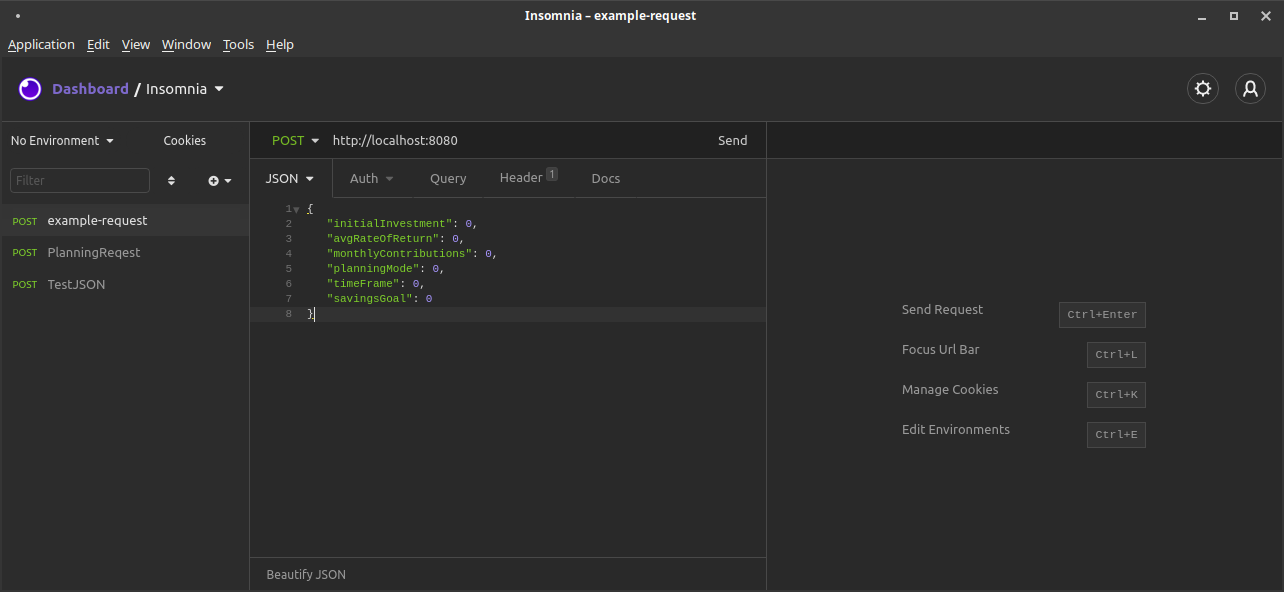 Insomnia – example-request
Application Edit View Window Tools Help
Dashboard / Insomnia
No Environment Cookies
Filter
POST example-request
POST PlanningReqest
POST TestJSON
POST http://localhost:8080 Send
JSON Auth Query Header 1 Docs
1 {
2 "initialInvestment": 0,
3 "avgRateOfReturn": 0,
4 "monthlyContributions": 0,
5 "planningMode": 0,
6 "timeFrame": 0,
7 "savingsGoal": 0
8 }
Beautify JSON
Send Request Ctrl+Enter
Focus Url Bar Ctrl+L
Manage Cookies Ctrl+K
Edit Environments Ctrl+E